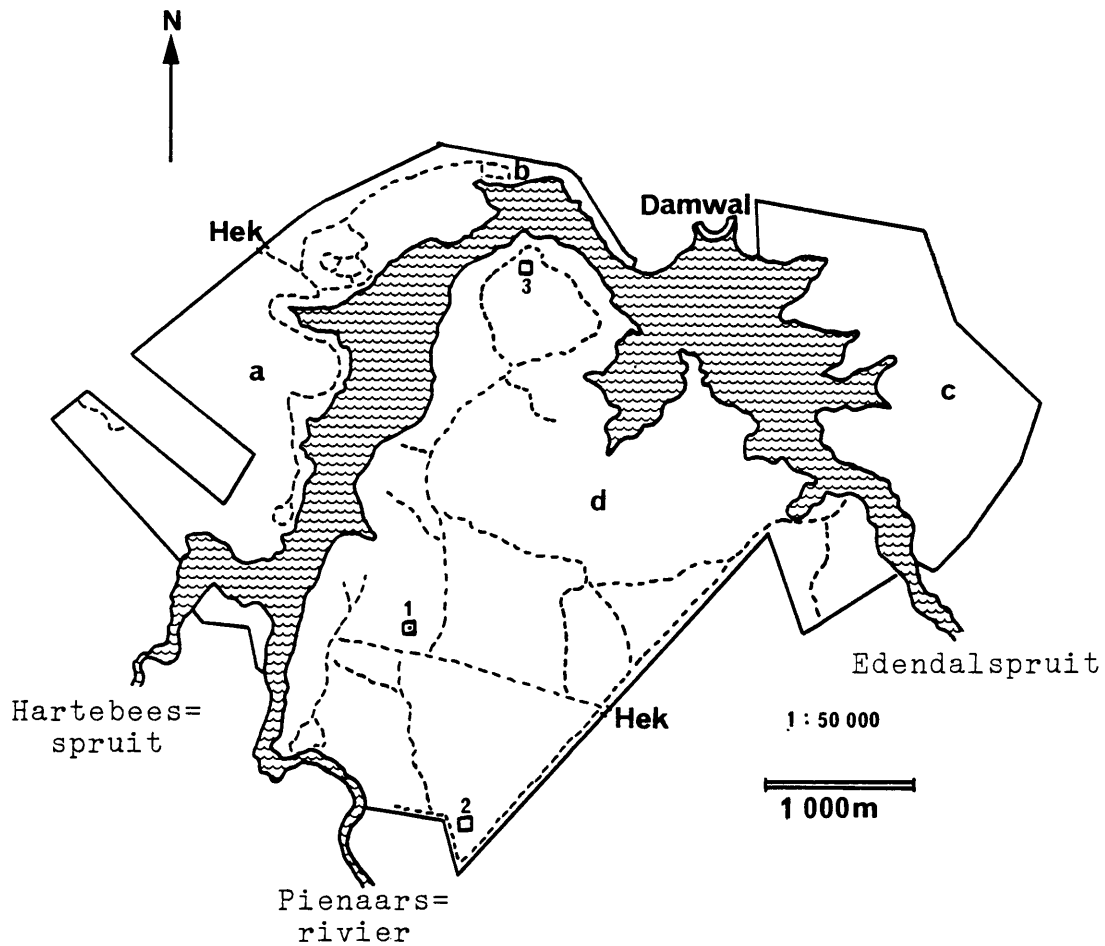 N
b
Damwal
Hek
3
a
c
d
1
Edendalspruit
Hartebees=
spruit
Hek
1 : 50 000
1 000m
2
Pienaars=
rivier